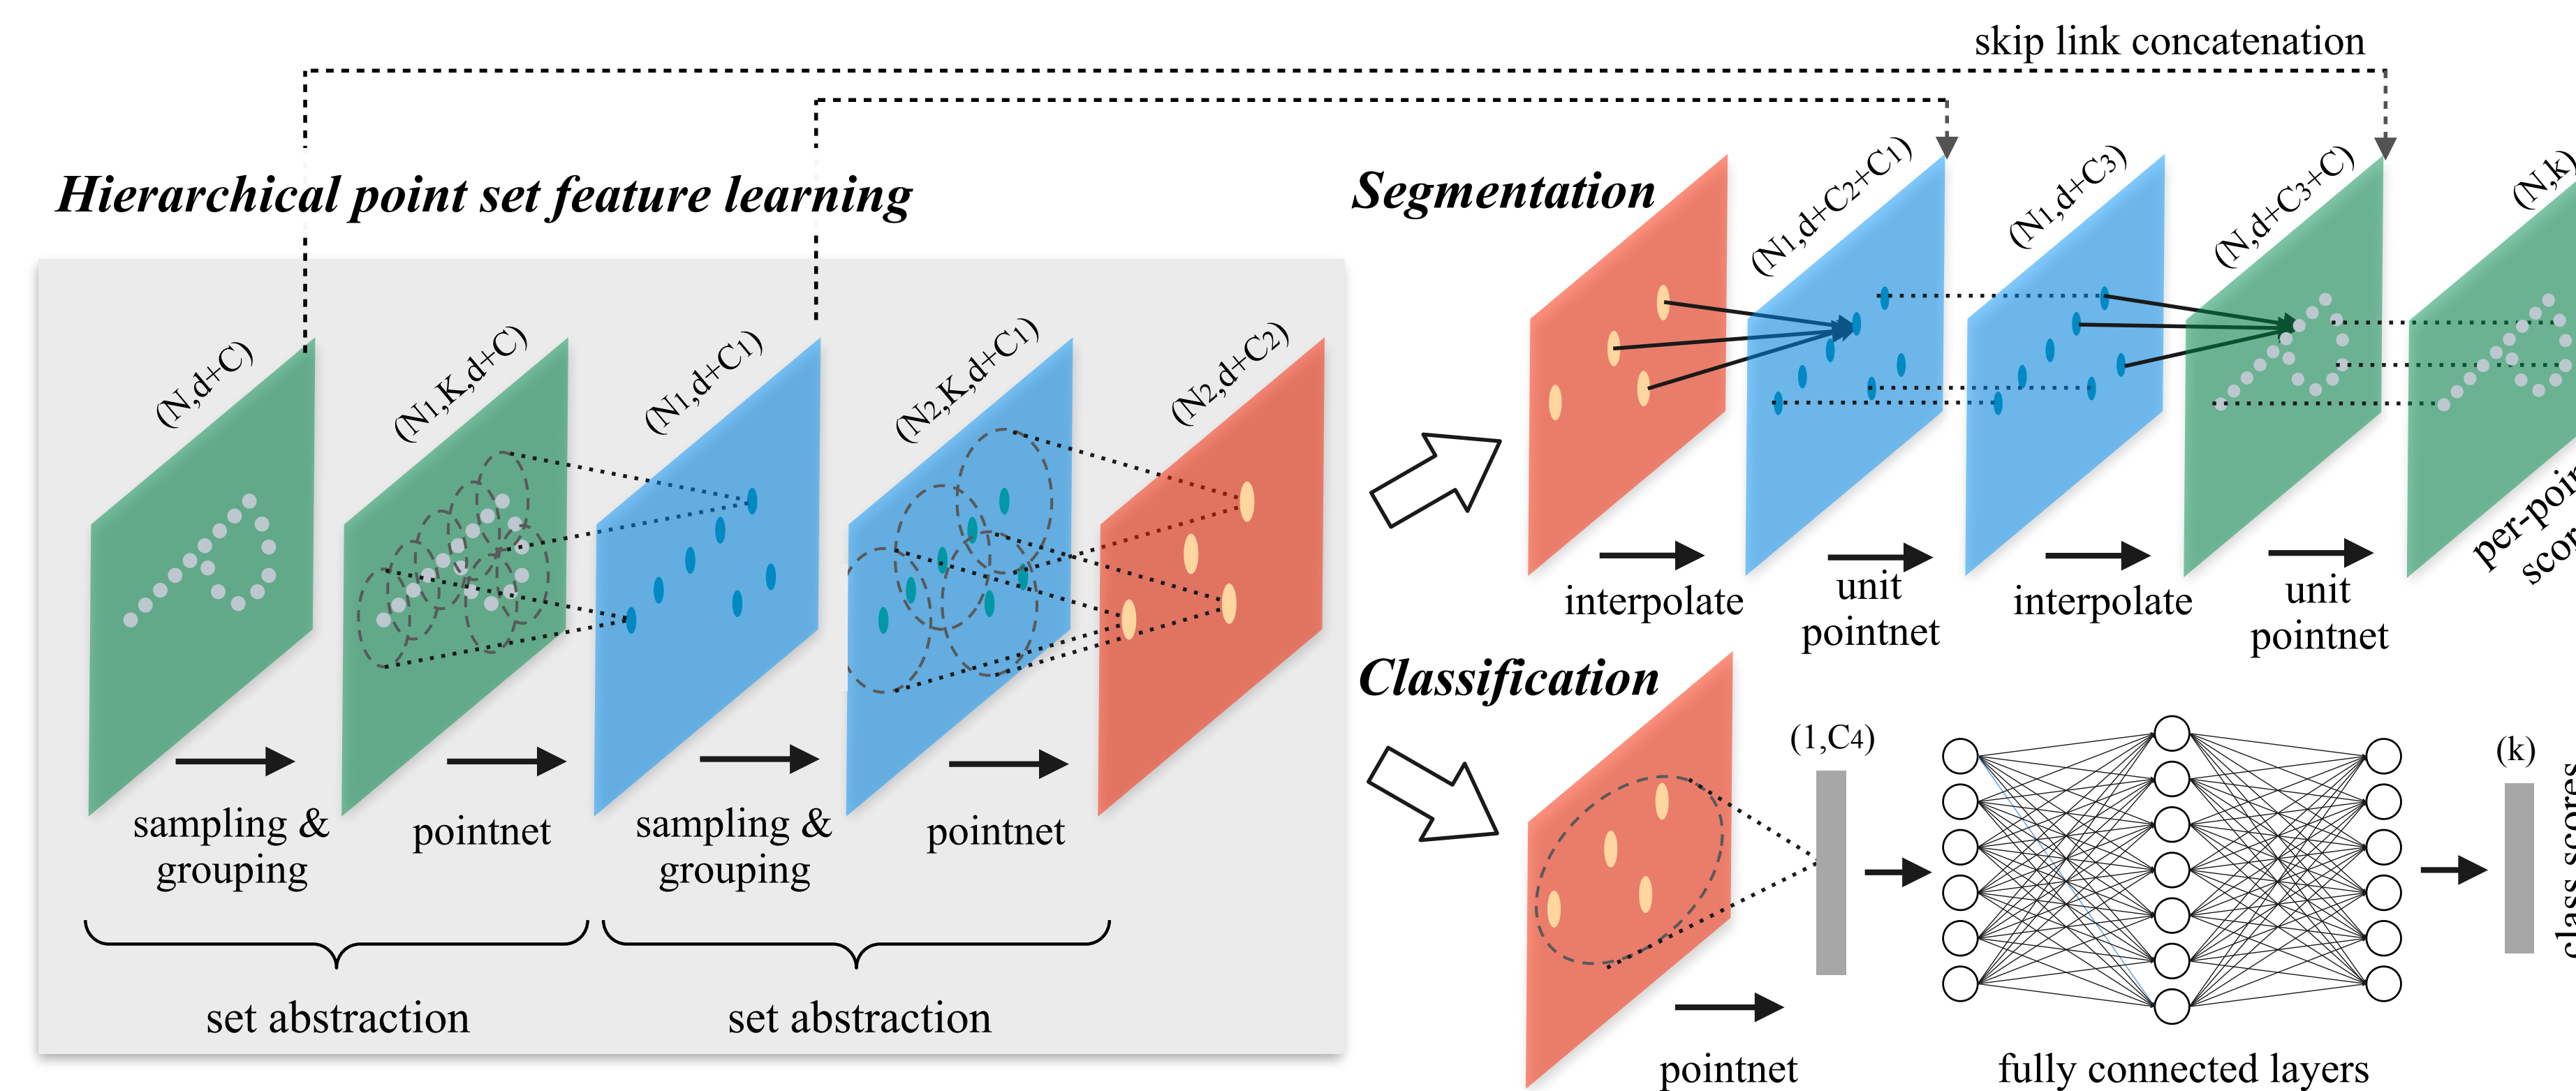 skip link concatenation
Hierarchical point set feature learning
(N,d+C)
(N1,K,d+C)
(N1,d+C1)
(N2,K,d+C1)
(N2,d+C2)
sampling &
grouping
pointnet
sampling &
grouping
pointnet
set abstraction
set abstraction
Segmentation
(N1,d+C2+C1)
(N1,d+C3)
(N,d+C3+C)
(N,k)
interpolate
unit
pointnet
interpolate
unit
pointnet
Classification
(1,C4)
(k)
class scores
pointnet
fully connected layers